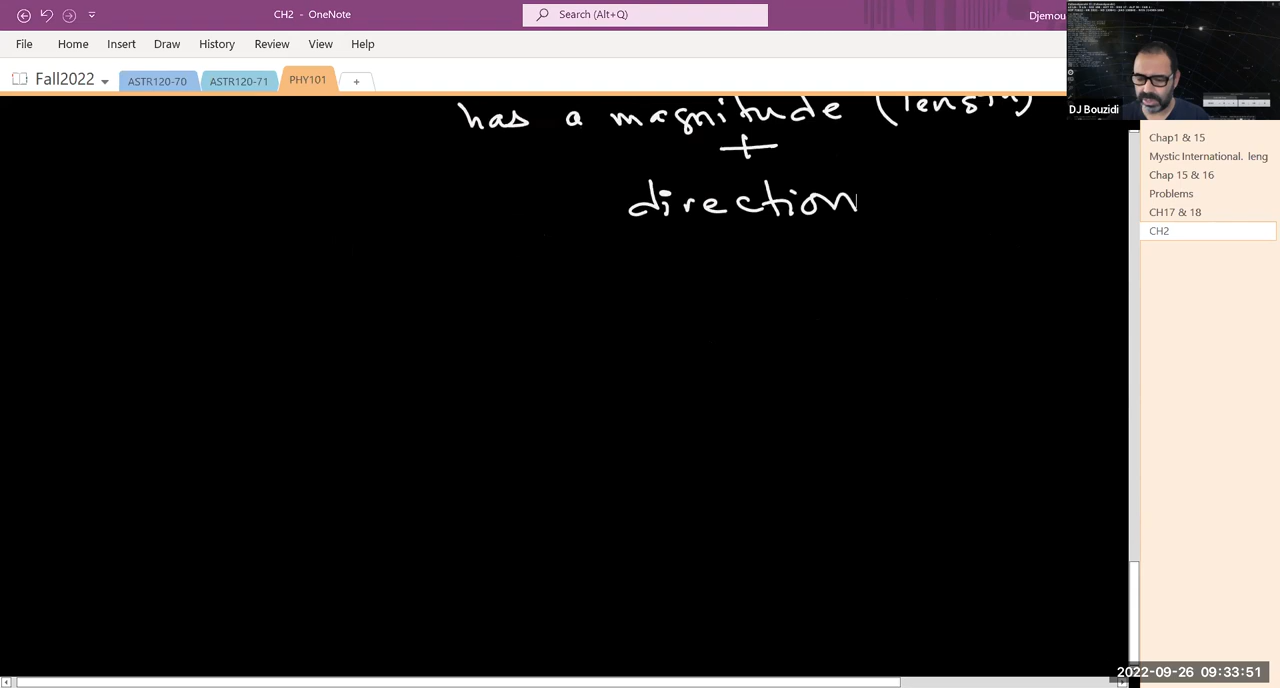 CH2 - OneNote
Search (Alt+Q)
Djemou
File Home Insert Draw History Review View Help
Fall2022
ASTR120-70 ASTR120-71 PHY101 +
DJ Bouzidi
Chap1 & 15
Mystic International. leng
Chap 15 & 16
Problems
CH17 & 18
CH2
has a magnitude (length)
+
direction
2022-09-26 09:33:51